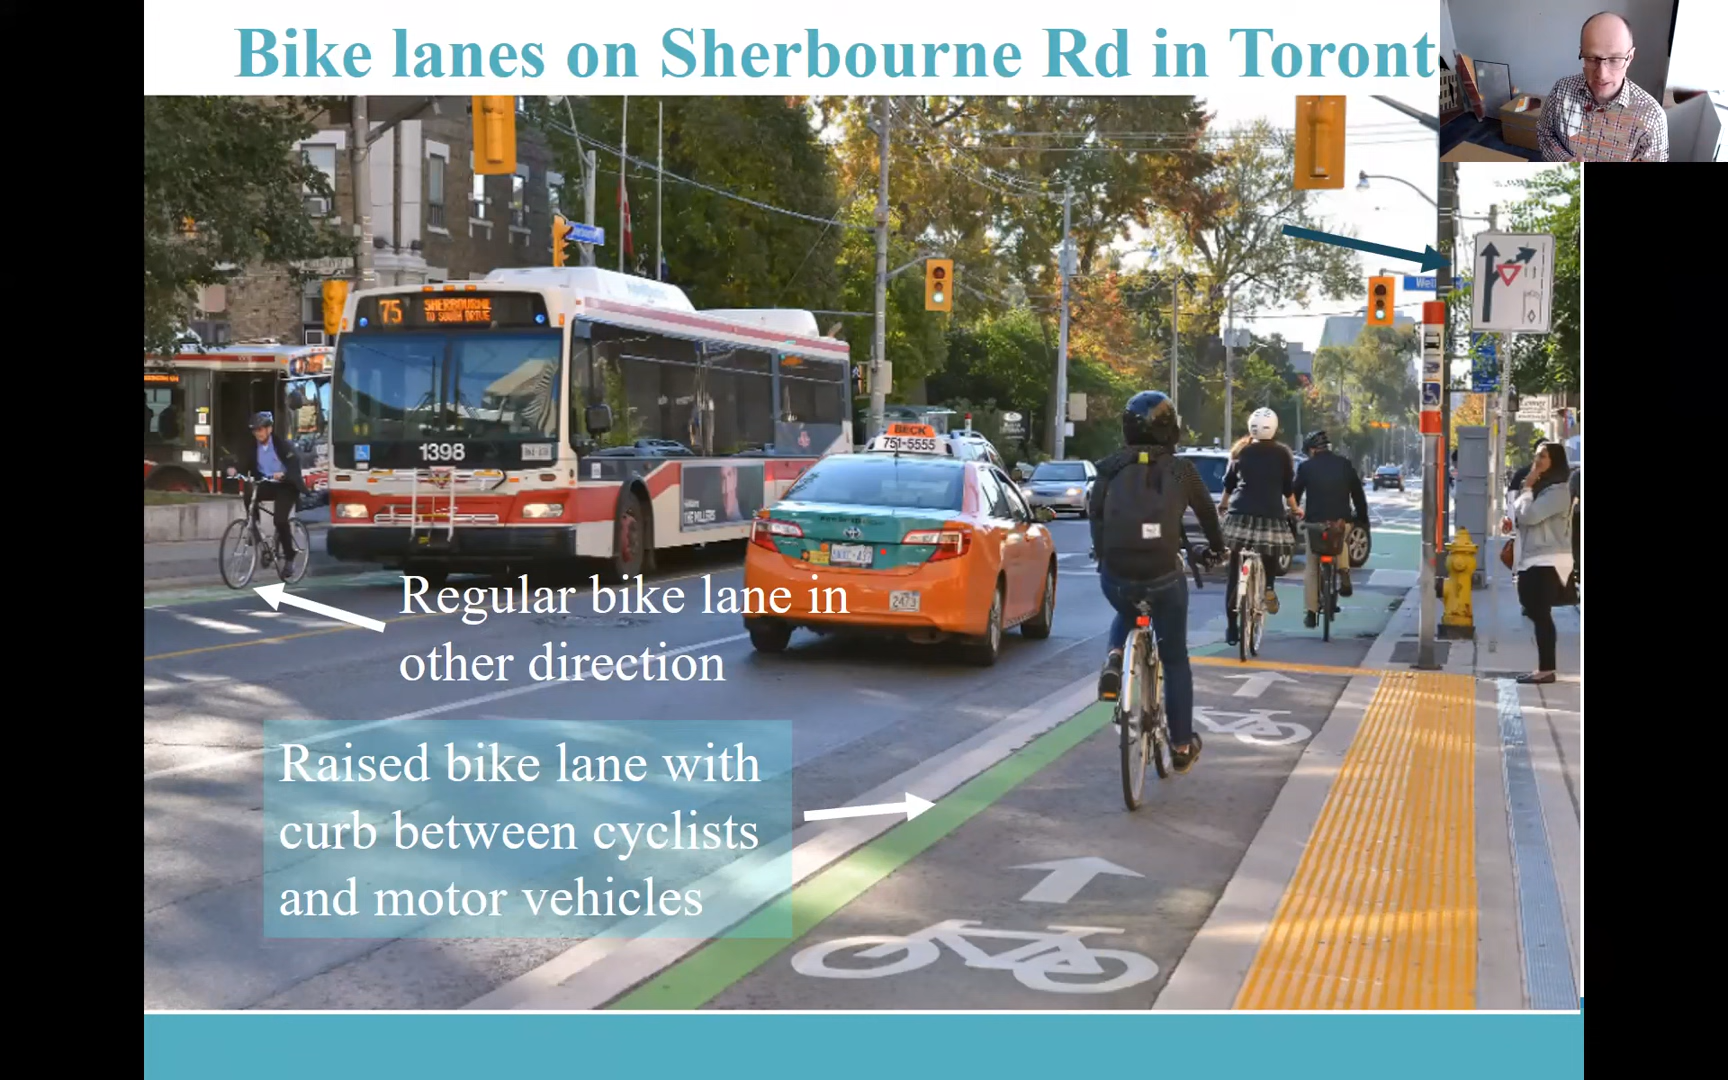 Bike lanes on Sherbourne Rd in Toront
75 SHERBOURNE
TO SOUTH DRIVE
1398
BECK
751-5555
2473
Regular bike lane in
other direction
Raised bike lane with
curb between cyclists
and motor vehicles